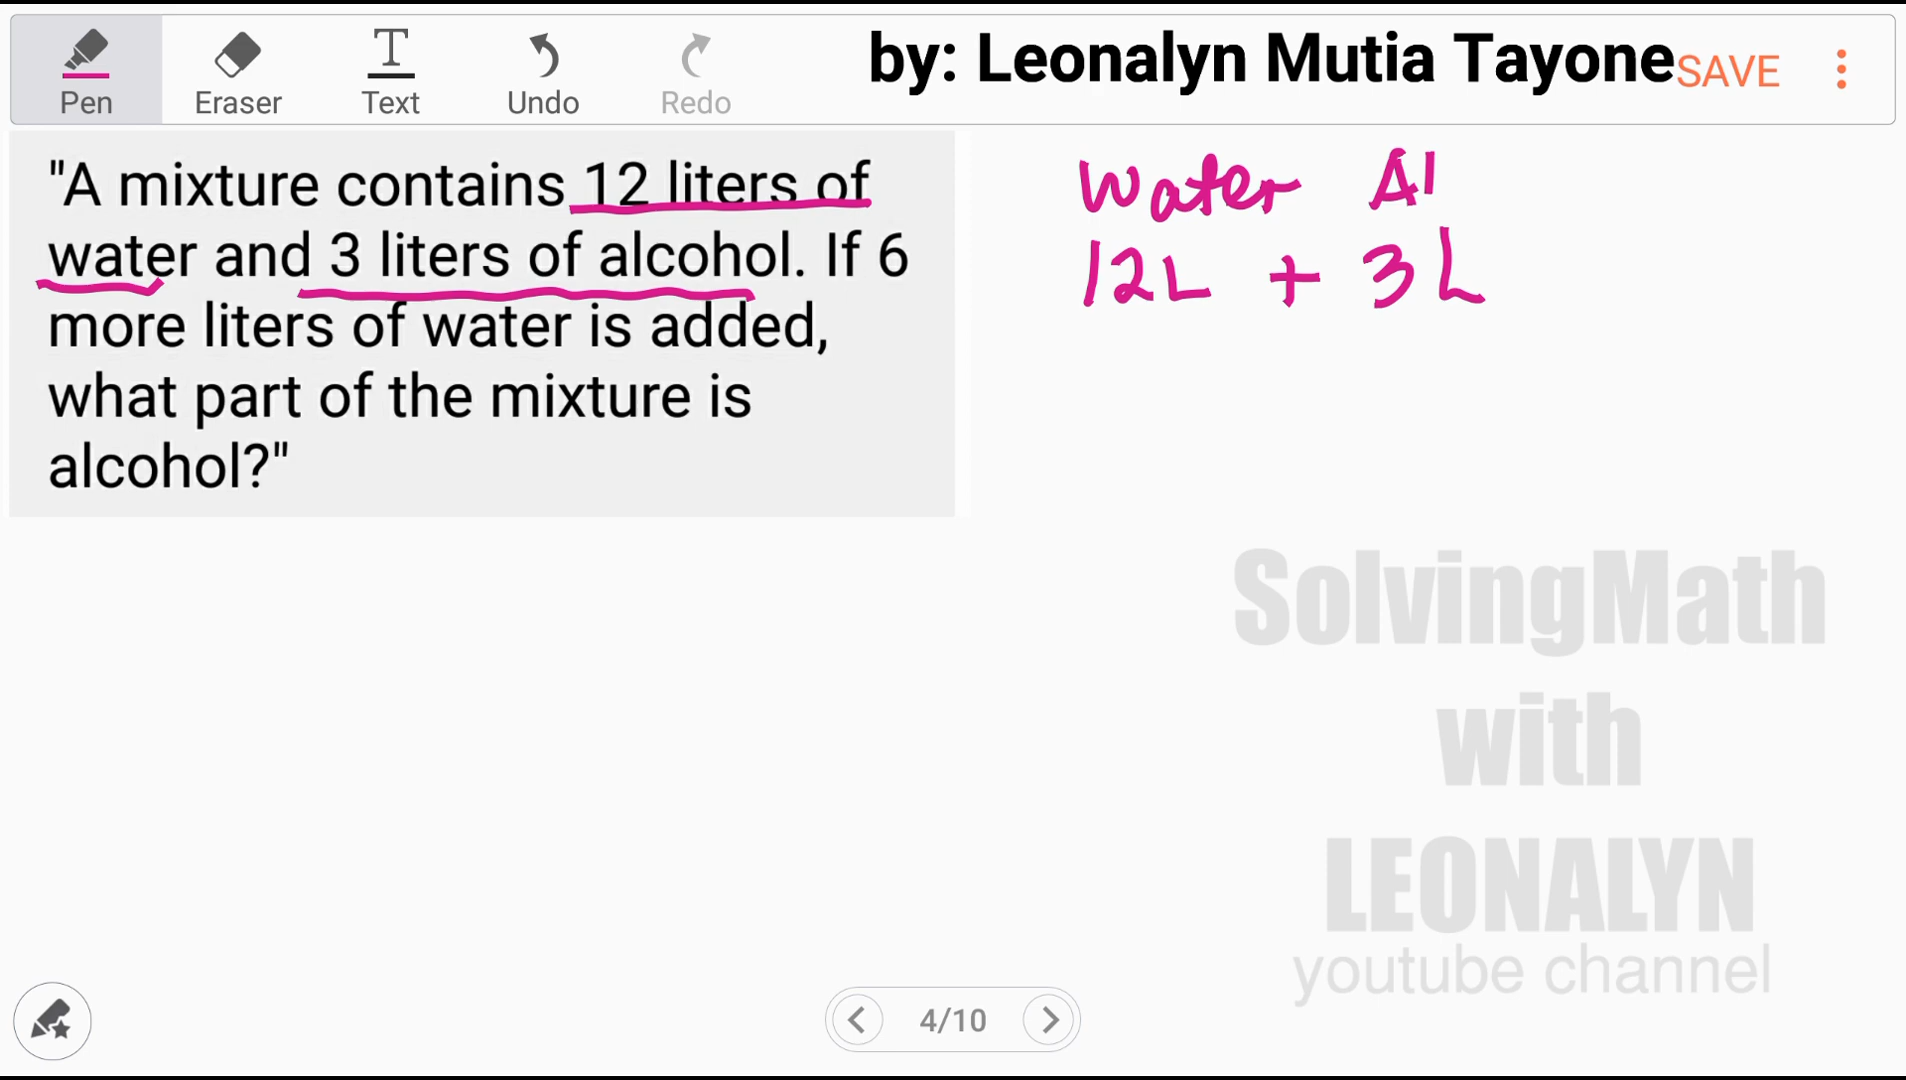 Pen Eraser Text Undo Redo by: Leonalyn Mutia Tayone SAVE
"A mixture contains 12 liters of
water and 3 liters of alcohol. If 6
more liters of water is added,
what part of the mixture is
alcohol?"
Water Al
12L + 3L
SolvingMath
with
LEONALYN
youtube channel
4/10